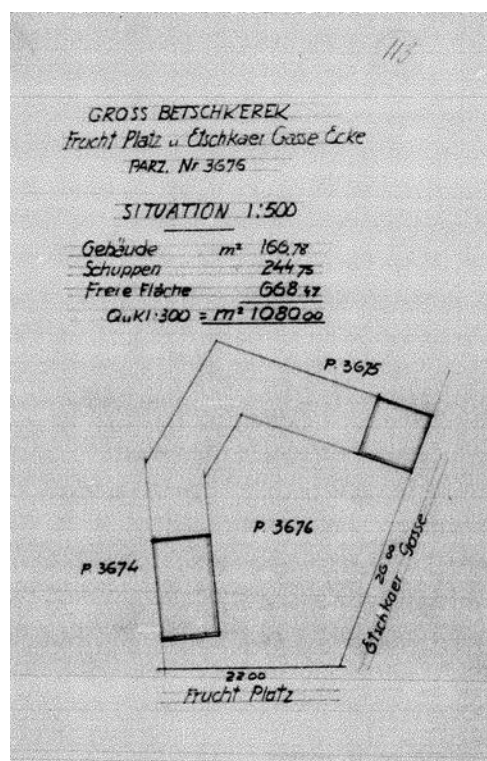 113
GROSS BETSCHKEREK
Frucht Platz u. Etschkaer Gasse Ecke
PARZ. Nr 3676
SITUATION 1:500
Gebäude m² 166,78
Schuppen 244,75
Freie Fläche 668,47
QuKl:300 = m² 1080,00
P. 3675
P. 3676
P. 3674
26,00
Etschkaer Gasse
22,00
Frucht Platz